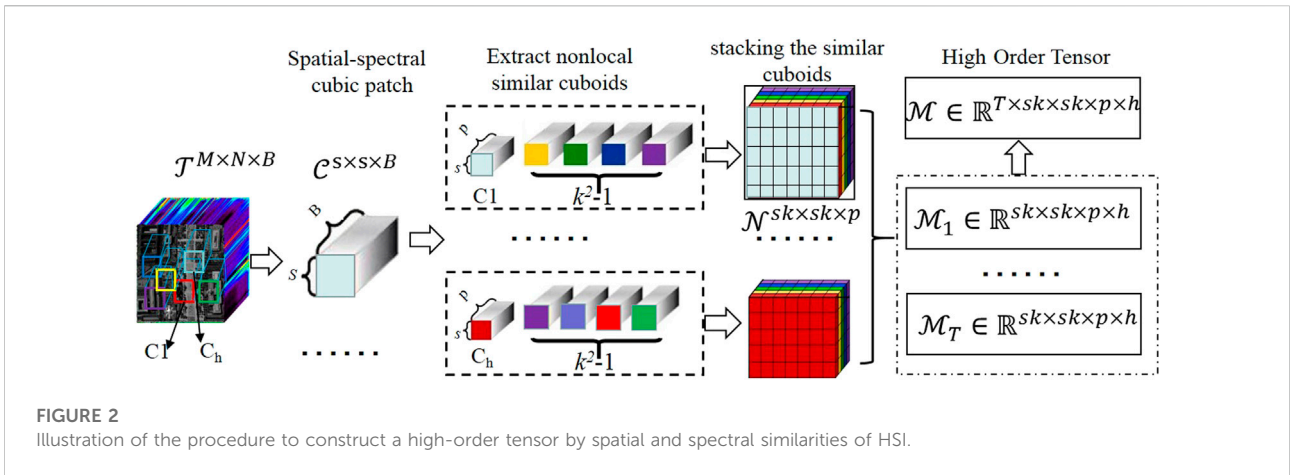 Spatial-spectral
cubic patch
Extract nonlocal
similar cuboids
stacking the similar
cuboids
High Order Tensor
𝒯^{M×N×B}
C1
C_h
𝒞^{s×s×B}
B
s
......
p
s
C1
k²-1
......
p
s
C_h
k²-1
𝒩^{sk×sk×p}
......
ℳ ∈ ℝ^{T×sk×sk×p×h}
ℳ₁ ∈ ℝ^{sk×sk×p×h}
......
ℳ_T ∈ ℝ^{sk×sk×p×h}
FIGURE 2
Illustration of the procedure to construct a high-order tensor by spatial and spectral similarities of HSI.